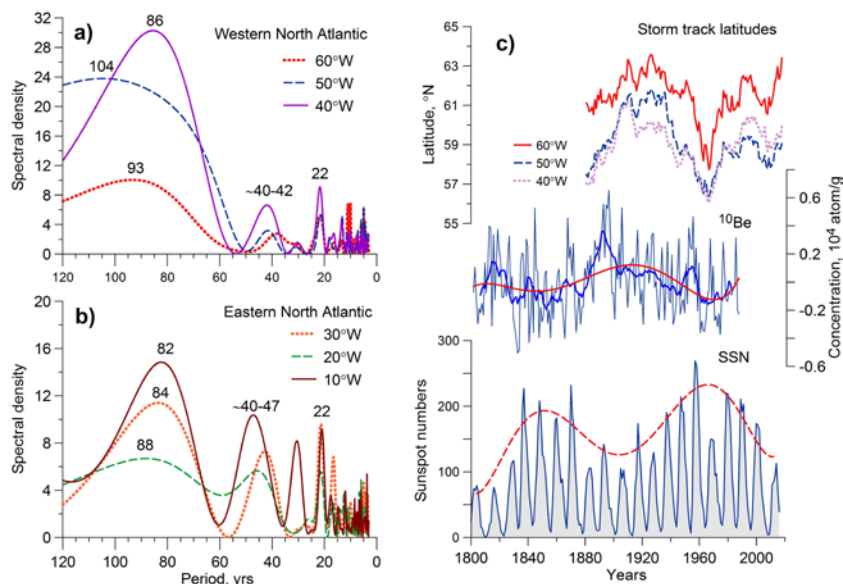 a)
Western North Atlantic
60°W
50°W
40°W
86
104
93
~40-42
22
Spectral density
32
28
24
20
16
12
8
4
0
120 100 80 60 40 20 0
b)
Eastern North Atlantic
30°W
20°W
10°W
82
84
88
~40-47
22
Spectral density
20
16
12
8
4
0
120 100 80 60 40 20 0
Period, yrs
c)
Storm track latitudes
Latitude, °N
65
63
61
59
57
55
60°W
50°W
40°W
10Be
0.6
0.2
-0.2
-0.6
Concentration, 10⁴ atom/g
SSN
Sunspot numbers
300
200
100
0
1800 1840 1880 1920 1960 2000
Years